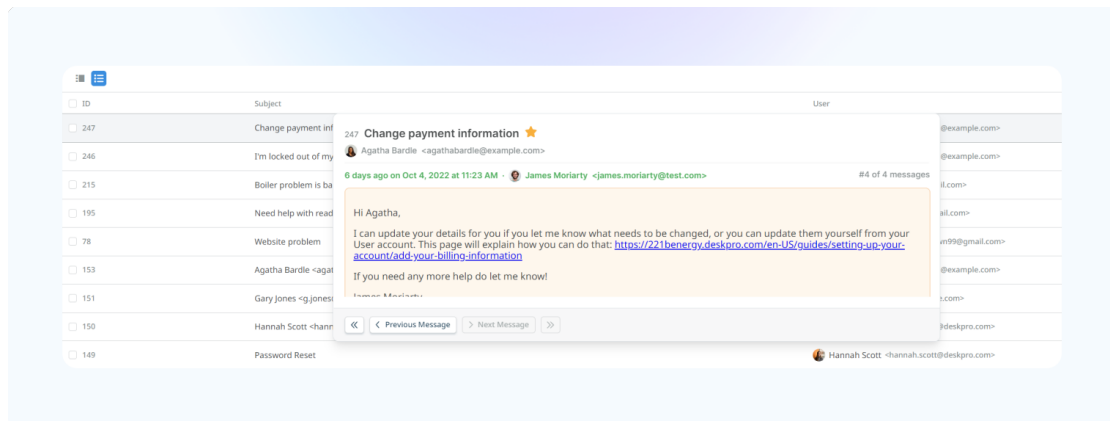 ID Subject User
247 Change payment inf @example.com>
246 I'm locked out of my @example.com>
215 Boiler problem is ba il.com>
195 Need help with read ail.com>
78 Website problem vn99@gmail.com>
153 Agatha Bardle <agat @example.com>
151 Gary Jones <g.jones e.com>
150 Hannah Scott <hann @deskpro.com>
149 Password Reset Hannah Scott <hannah.scott@deskpro.com>
247 Change payment information
Agatha Bardle <agathabardle@example.com>
6 days ago on Oct 4, 2022 at 11:23 AM · James Moriarty <james.moriarty@test.com> #4 of 4 messages
Hi Agatha,
I can update your details for you if you let me know what needs to be changed, or you can update them yourself from your
User account. This page will explain how you can do that: https://221benergy.deskpro.com/en-US/guides/setting-up-your-
account/add-your-billing-information
If you need any more help do let me know!
James Moriarty
Previous Message Next Message